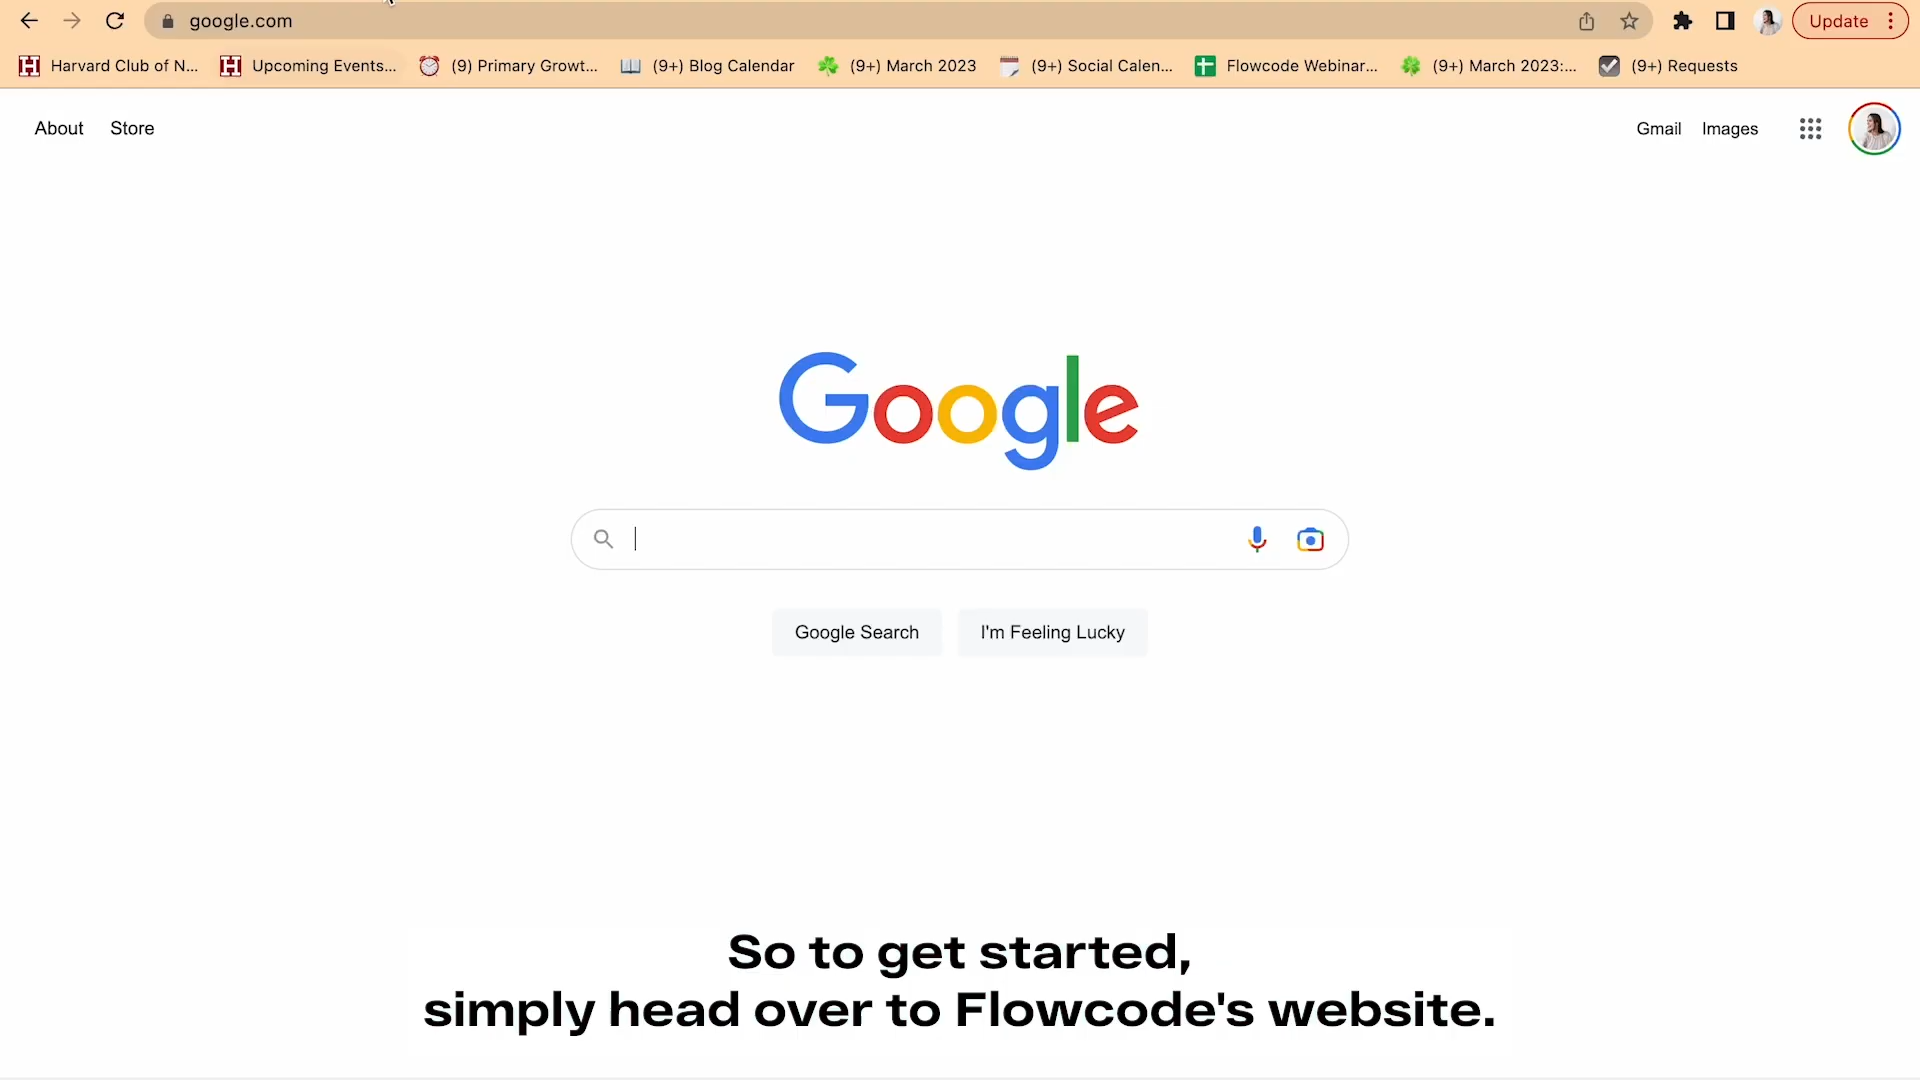 google.com
Update
Harvard Club of N... Upcoming Events... (9) Primary Growt... (9+) Blog Calendar (9+) March 2023 (9+) Social Calen... Flowcode Webinar... (9+) March 2023:... (9+) Requests
About Store Gmail Images
Google
Google Search I'm Feeling Lucky
So to get started,
simply head over to Flowcode's website.